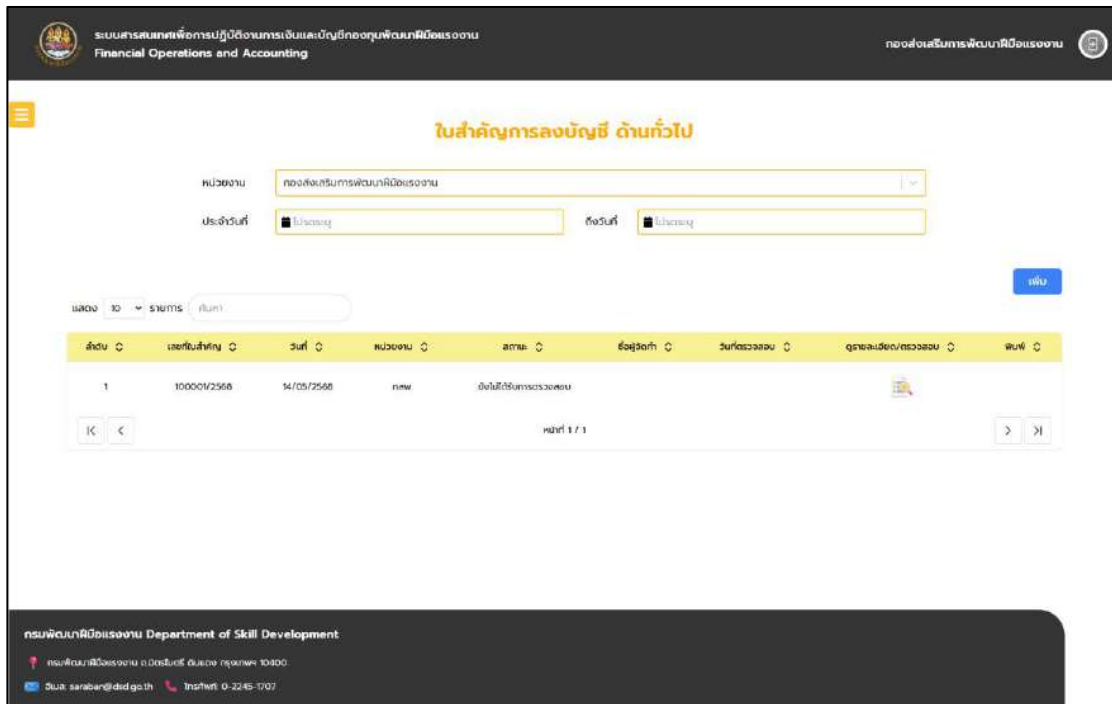 ระบบสารสนเทศเพื่อการปฏิบัติงานการเงินและบัญชีกองทุนพัฒนาฝีมือแรงงาน
Financial Operations and Accounting
กองส่งเสริมการพัฒนาฝีมือแรงงาน
ใบสำคัญการลงบัญชี ด้านทั่วไป
หน่วยงาน กองส่งเสริมการพัฒนาฝีมือแรงงาน
ประจำวันที่ โปรดระบุ ถึงวันที่ โปรดระบุ
เพิ่ม
แสดง 10 รายการ ค้นหา
ลำดับ เลขที่ใบสำคัญ วันที่ หน่วยงาน สถานะ ชื่อผู้จัดทำ วันที่ตรวจสอบ ดูรายละเอียด/ตรวจสอบ พิมพ์
1 100001/2568 14/05/2568 กสพ ยังไม่ได้รับการตรวจสอบ
หน้าที่ 1 / 1
กรมพัฒนาฝีมือแรงงาน Department of Skill Development
กรมพัฒนาฝีมือแรงงาน ถ.มิตรไมตรี ดินแดง กรุงเทพฯ 10400
อีเมล: saraban@dsd.go.th โทรศัพท์: 0-2245-1707